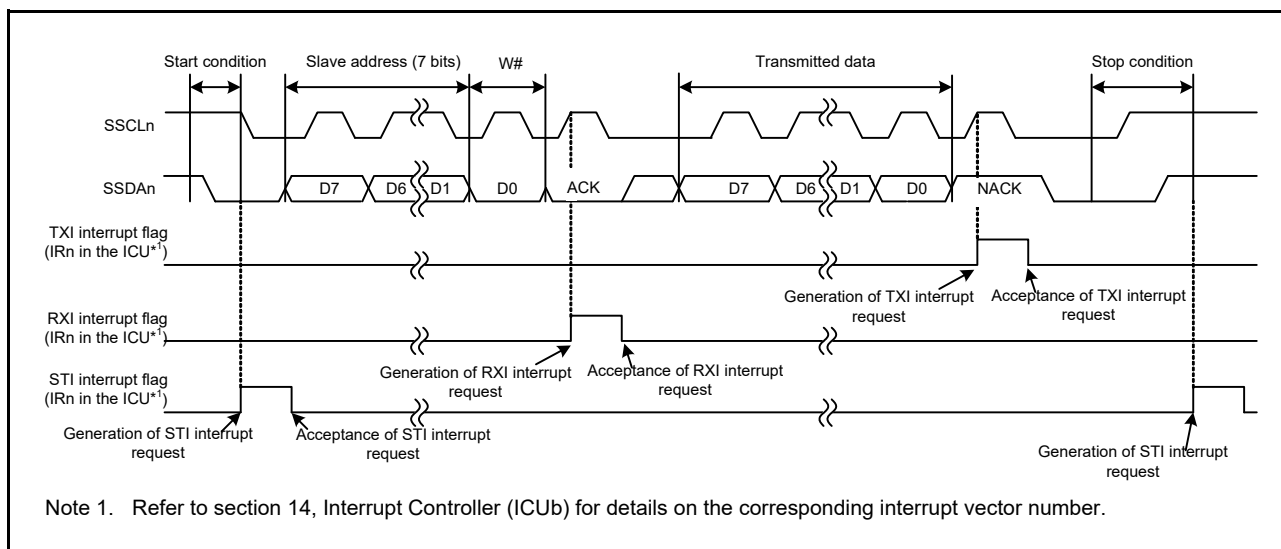 Start condition
Slave address (7 bits)
W#
Transmitted data
Stop condition
SSCLn
SSDAn
D7
D6
D1
D0
ACK
D7
D6
D1
D0
NACK
TXI interrupt flag
(IRn in the ICU*1)
Generation of TXI interrupt
request
Acceptance of TXI interrupt
request
RXI interrupt flag
(IRn in the ICU*1)
Generation of RXI interrupt
request
Acceptance of RXI interrupt
request
STI interrupt flag
(IRn in the ICU*1)
Generation of STI interrupt
request
Acceptance of STI interrupt
request
Generation of STI interrupt
request
Note 1. Refer to section 14, Interrupt Controller (ICUb) for details on the corresponding interrupt vector number.